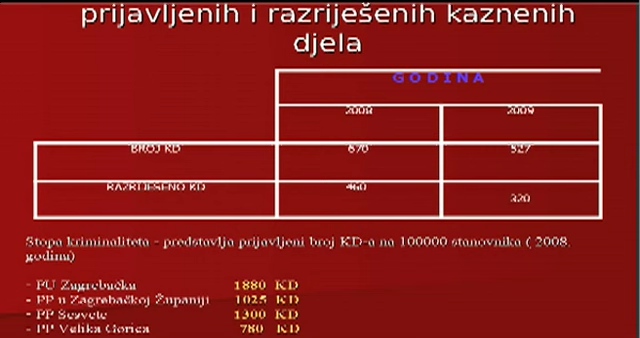 prijavljenih i razriješenih kaznenih
djela
GODINA
2008 2009
BROJ KD 670 527
RAZRIJEŠENO KD 460 320
Stopa kriminaliteta - predstavlja prijavljeni broj KD-a na 100000 stanovnika ( 2008.
godina)
- PU Zagrebačka 1880 KD
- PP u Zagrebačkoj Županiji 1025 KD
- PP Sesvete 1300 KD
- PP Velika Gorica 780 KD